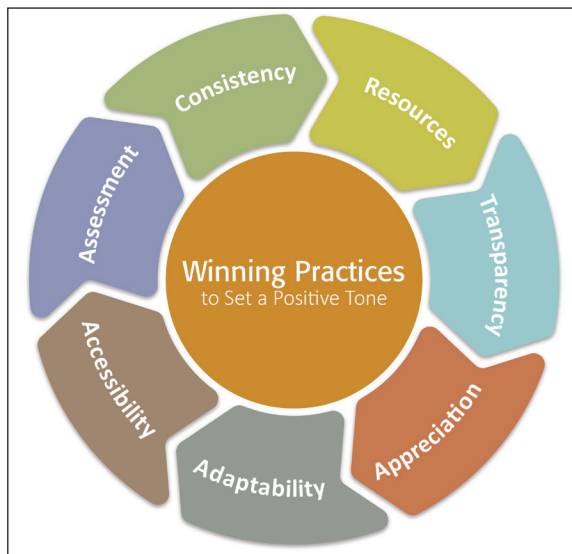 Consistency
Resources
Transparency
Appreciation
Adaptability
Accessibility
Assessment
Winning Practices
to Set a Positive Tone